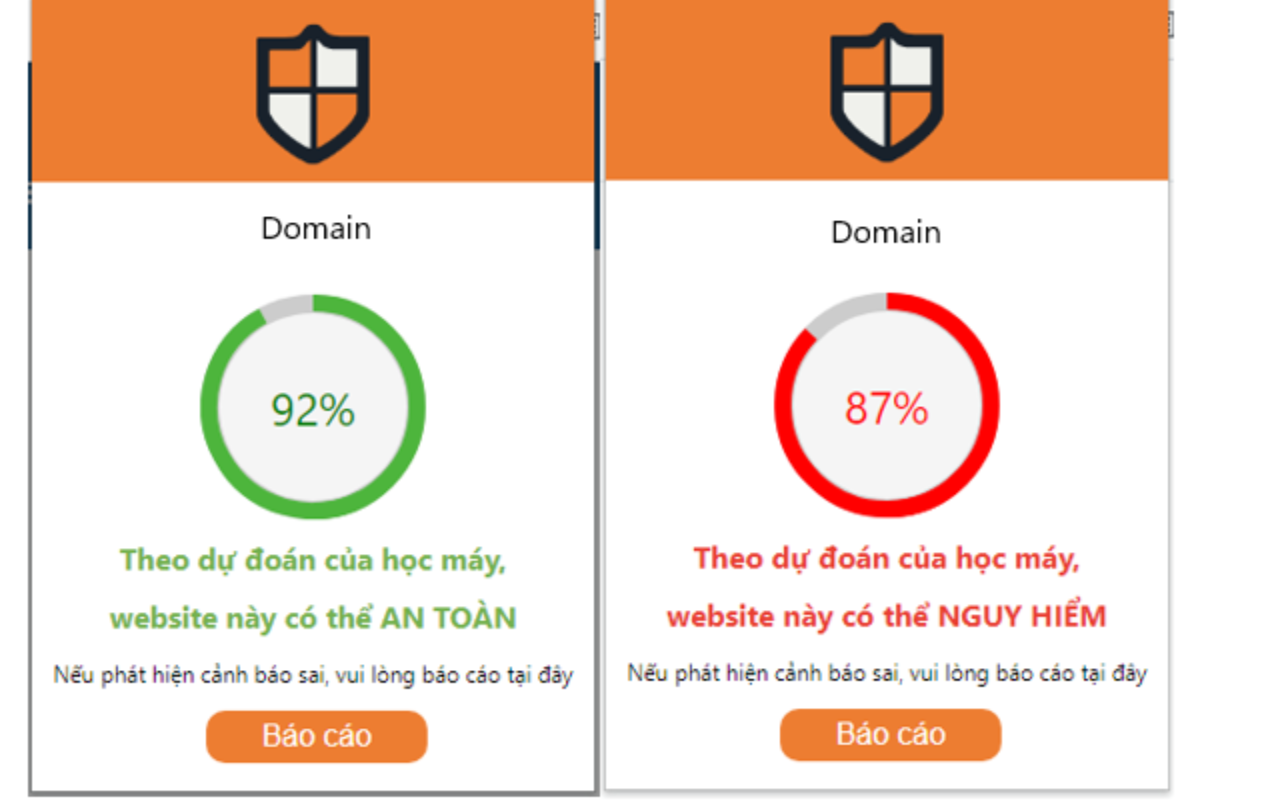 Domain
92%
Theo dự đoán của học máy,
website này có thể AN TOÀN
Nếu phát hiện cảnh báo sai, vui lòng báo cáo tại đây
Báo cáo
Domain
87%
Theo dự đoán của học máy,
website này có thể NGUY HIỂM
Nếu phát hiện cảnh báo sai, vui lòng báo cáo tại đây
Báo cáo